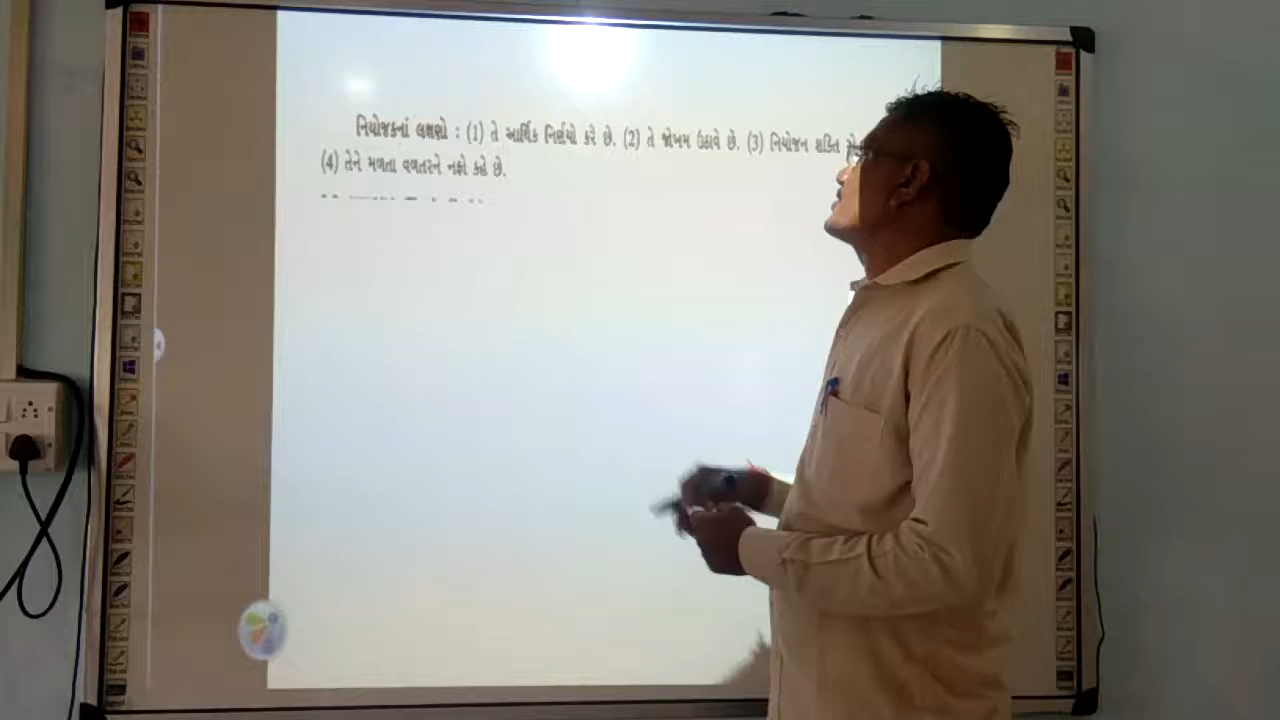 નિયોજકનાં લક્ષણો : (1) તે આર્થિક નિર્ણયો કરે છે. (2) તે જોખમ ઉઠાવે છે. (3) નિયોજન શક્તિ
(4) તેને મળતા વળતરને નફો કહે છે.